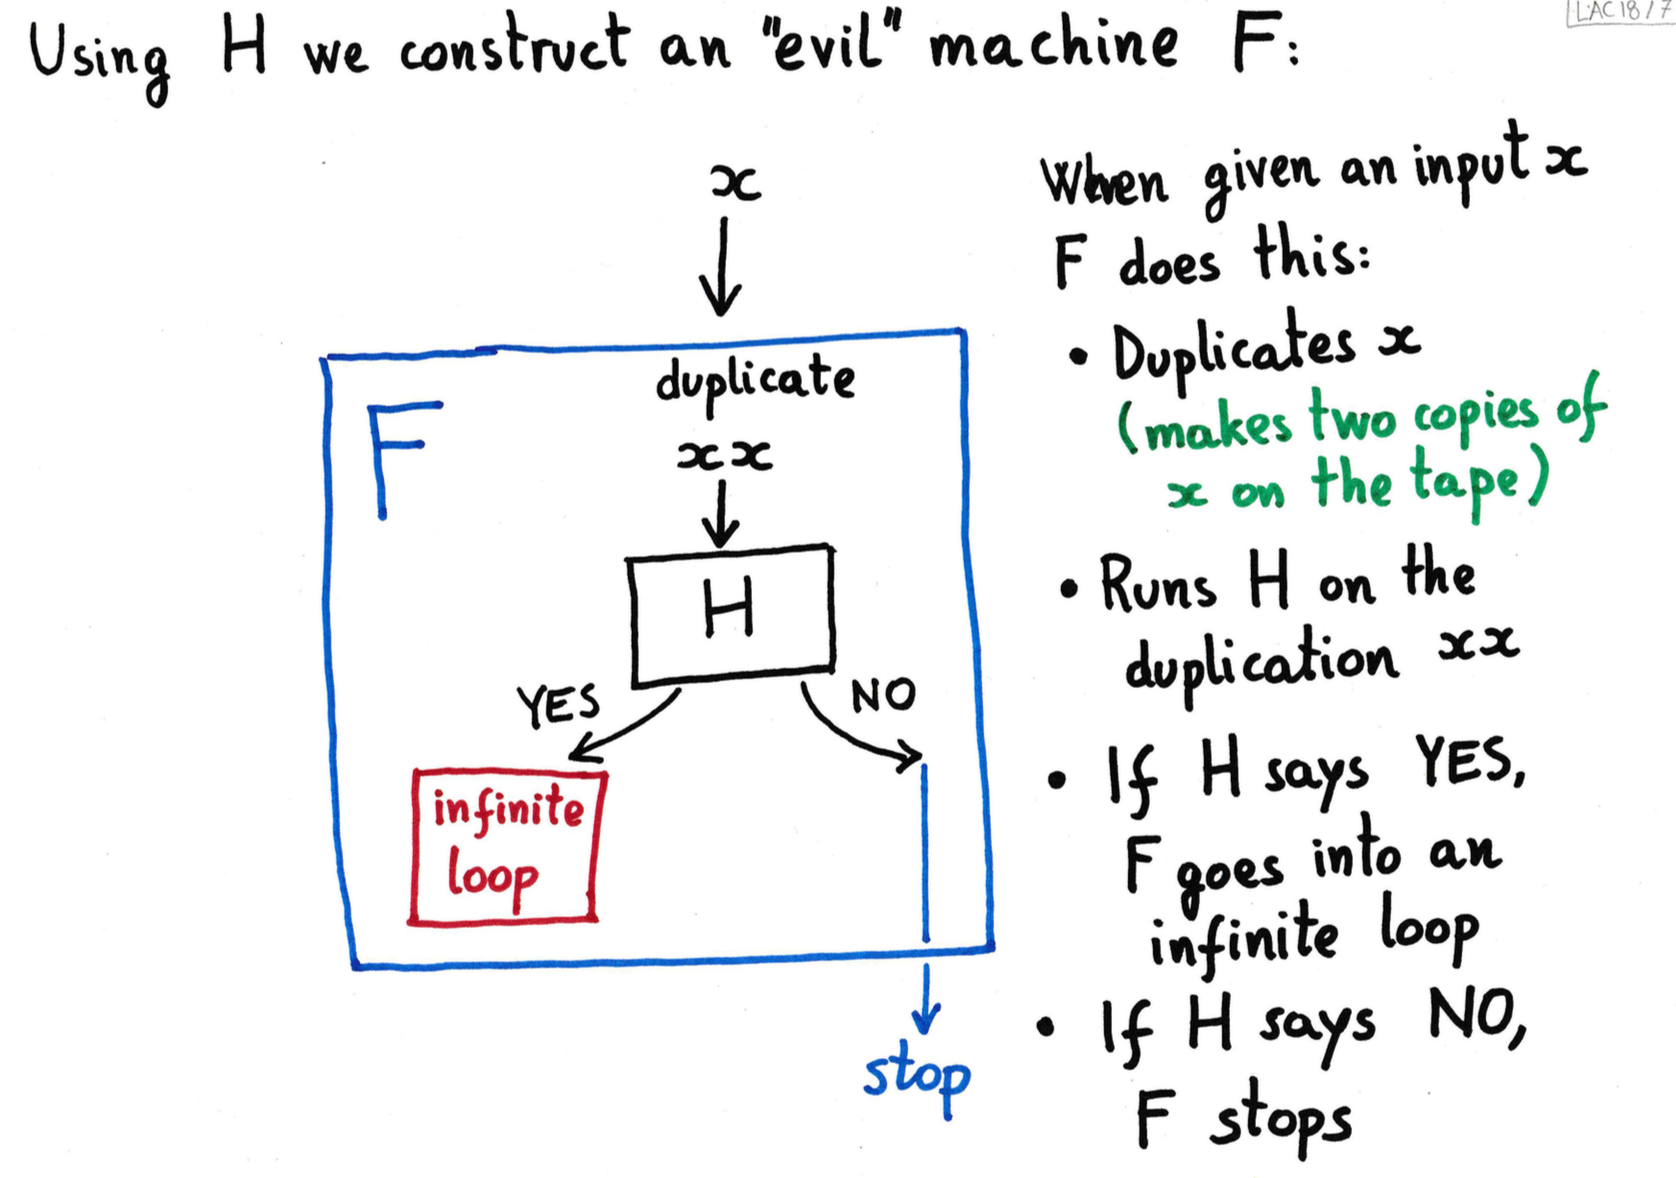 LAC 18/7
Using H we construct an "evil" machine F:
x
duplicate
xx
F
H
YES
NO
infinite
loop
stop
When given an input x
F does this:
• Duplicates x
(makes two copies of
x on the tape)
• Runs H on the
duplication xx
• If H says YES,
F goes into an
infinite loop
• If H says NO,
F stops